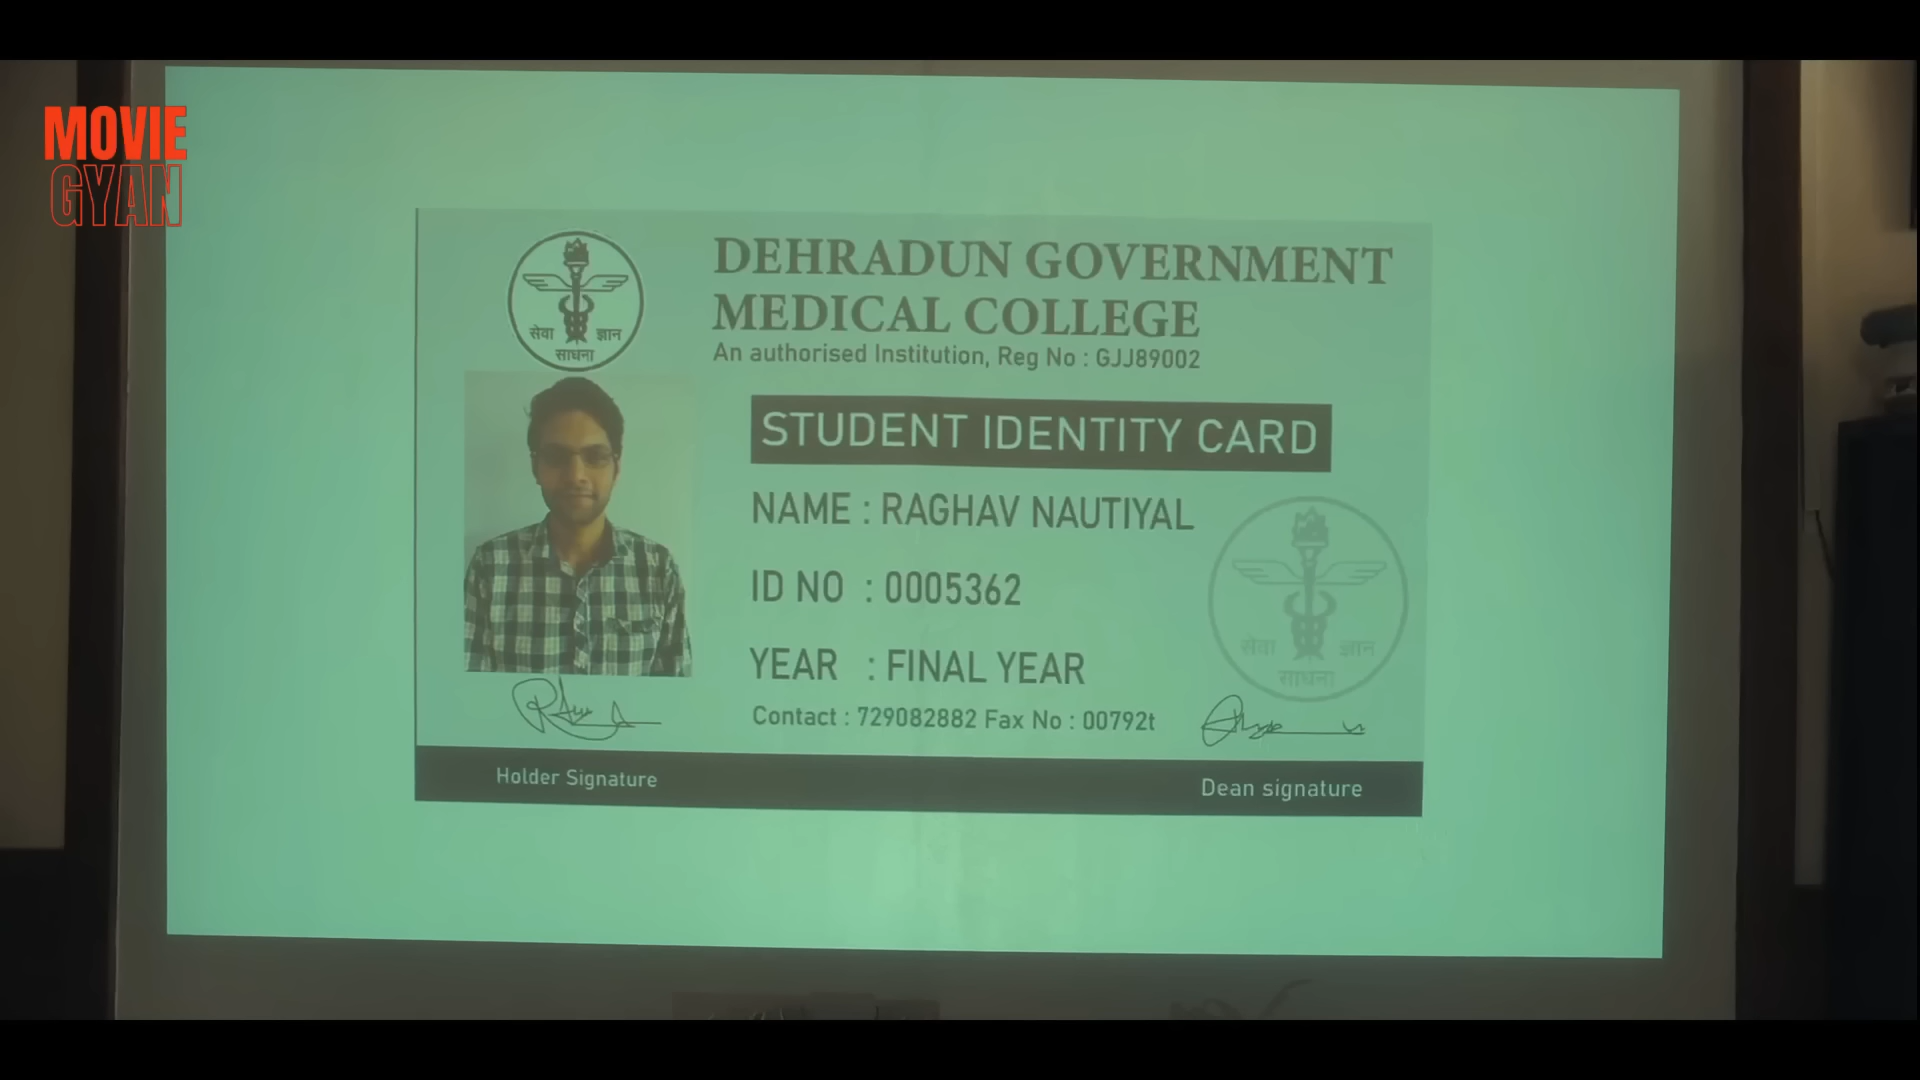 MOVIE
GYAN
DEHRADUN GOVERNMENT
MEDICAL COLLEGE
An authorised Institution, Reg No : GJJ89002
सेवा ज्ञान
साधना
STUDENT IDENTITY CARD
NAME : RAGHAV NAUTIYAL
ID NO : 0005362
YEAR : FINAL YEAR
सेवा ज्ञान
साधना
Contact : 729082882 Fax No : 00792t
Holder Signature
Dean signature